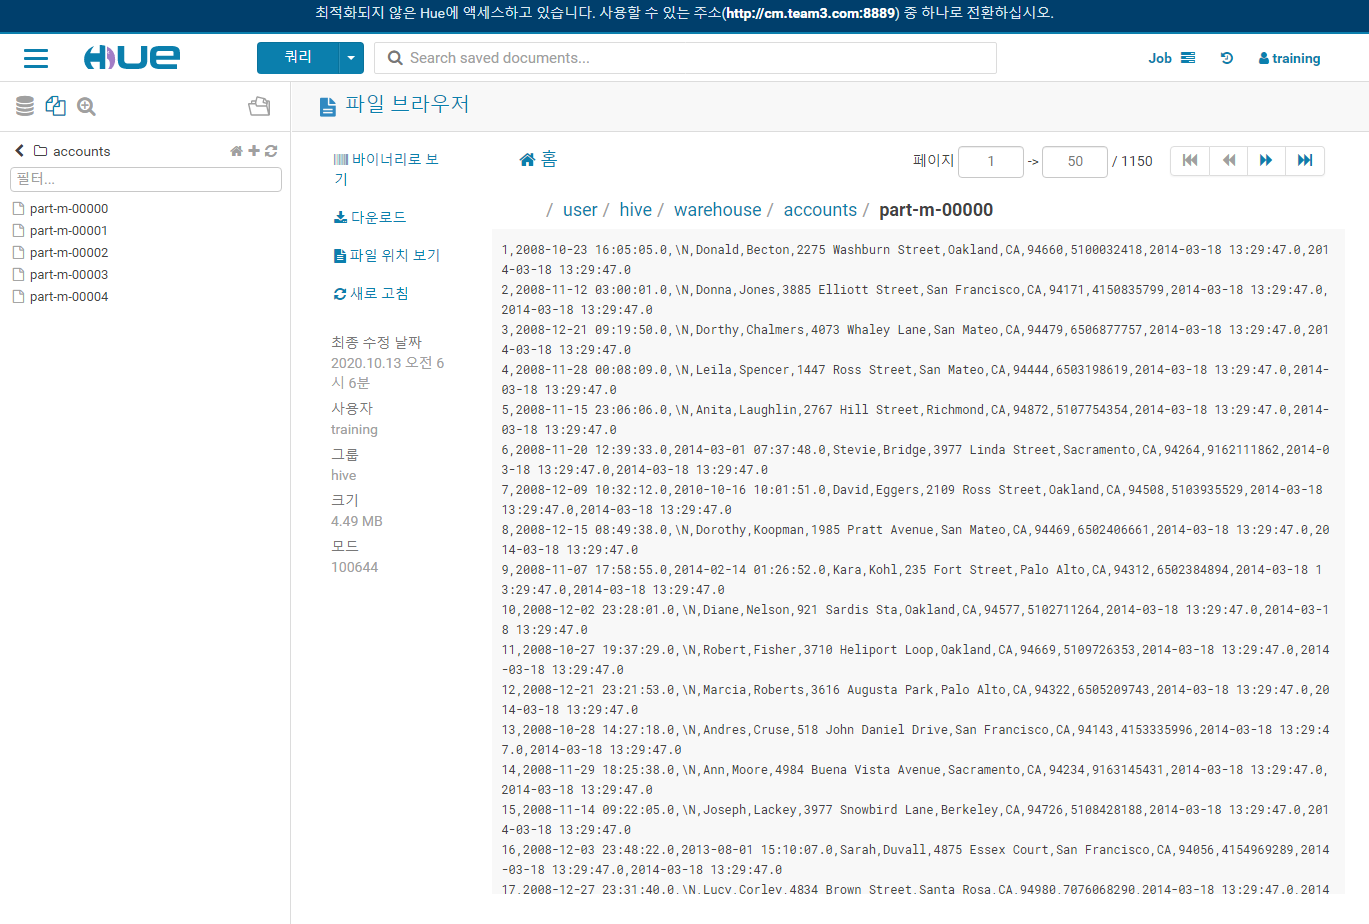 최적화되지 않은 Hue에 액세스하고 있습니다. 사용할 수 있는 주소(http://cm.team3.com:8889) 중 하나로 전환하십시오.
HUE
쿼리
Search saved documents...
Job
training
파일 브라우저
accounts
필터...
part-m-00000
part-m-00001
part-m-00002
part-m-00003
part-m-00004
바이너리로 보
기
다운로드
파일 위치 보기
새로 고침
최종 수정 날짜
2020.10.13 오전 6
시 6분
사용자
training
그룹
hive
크기
4.49 MB
모드
100644
홈
페이지 1 -> 50 / 1150
/ user / hive / warehouse / accounts / part-m-00000
1,2008-10-23 16:05:05.0,\N,Donald,Becton,2275 Washburn Street,Oakland,CA,94660,5100032418,2014-03-18 13:29:47.0,201
4-03-18 13:29:47.0
2,2008-11-12 03:00:01.0,\N,Donna,Jones,3885 Elliott Street,San Francisco,CA,94171,4150835799,2014-03-18 13:29:47.0,
2014-03-18 13:29:47.0
3,2008-12-21 09:19:50.0,\N,Dorthy,Chalmers,4073 Whaley Lane,San Mateo,CA,94479,6506877757,2014-03-18 13:29:47.0,201
4-03-18 13:29:47.0
4,2008-11-28 00:08:09.0,\N,Leila,Spencer,1447 Ross Street,San Mateo,CA,94444,6503198619,2014-03-18 13:29:47.0,2014-
03-18 13:29:47.0
5,2008-11-15 23:06:06.0,\N,Anita,Laughlin,2767 Hill Street,Richmond,CA,94872,5107754354,2014-03-18 13:29:47.0,2014-
03-18 13:29:47.0
6,2008-11-20 12:39:33.0,2014-03-01 07:37:48.0,Stevie,Bridge,3977 Linda Street,Sacramento,CA,94264,9162111862,2014-0
3-18 13:29:47.0,2014-03-18 13:29:47.0
7,2008-12-09 10:32:12.0,2010-10-16 10:01:51.0,David,Eggers,2109 Ross Street,Oakland,CA,94508,5103935529,2014-03-18
13:29:47.0,2014-03-18 13:29:47.0
8,2008-12-15 08:49:38.0,\N,Dorothy,Koopman,1985 Pratt Avenue,San Mateo,CA,94469,6502406661,2014-03-18 13:29:47.0,20
14-03-18 13:29:47.0
9,2008-11-07 17:58:55.0,2014-02-14 01:26:52.0,Kara,Kohl,235 Fort Street,Palo Alto,CA,94312,6502384894,2014-03-18 1
3:29:47.0,2014-03-18 13:29:47.0
10,2008-12-02 23:28:01.0,\N,Diane,Nelson,921 Sardis Sta,Oakland,CA,94577,5102711264,2014-03-18 13:29:47.0,2014-03-1
8 13:29:47.0
11,2008-10-27 19:37:29.0,\N,Robert,Fisher,3710 Heliport Loop,Oakland,CA,94669,5109726353,2014-03-18 13:29:47.0,2014
-03-18 13:29:47.0
12,2008-12-21 23:21:53.0,\N,Marcia,Roberts,3616 Augusta Park,Palo Alto,CA,94322,6505209743,2014-03-18 13:29:47.0,20
14-03-18 13:29:47.0
13,2008-10-28 14:27:18.0,\N,Andres,Cruse,518 John Daniel Drive,San Francisco,CA,94143,4153335996,2014-03-18 13:29:4
7.0,2014-03-18 13:29:47.0
14,2008-11-29 18:25:38.0,\N,Ann,Moore,4984 Buena Vista Avenue,Sacramento,CA,94234,9163145431,2014-03-18 13:29:47.0,
2014-03-18 13:29:47.0
15,2008-11-14 09:22:05.0,\N,Joseph,Lackey,3977 Snowbird Lane,Berkeley,CA,94726,5108428188,2014-03-18 13:29:47.0,201
4-03-18 13:29:47.0
16,2008-12-03 23:48:22.0,2013-08-01 15:10:07.0,Sarah,Duvall,4875 Essex Court,San Francisco,CA,94056,4154969289,2014
-03-18 13:29:47.0,2014-03-18 13:29:47.0
17,2008-12-27 23:31:40.0,\N,Lucy,Corley,4834 Brown Street,Santa Rosa,CA,94980,7076068290,2014-03-18 13:29:47.0,2014